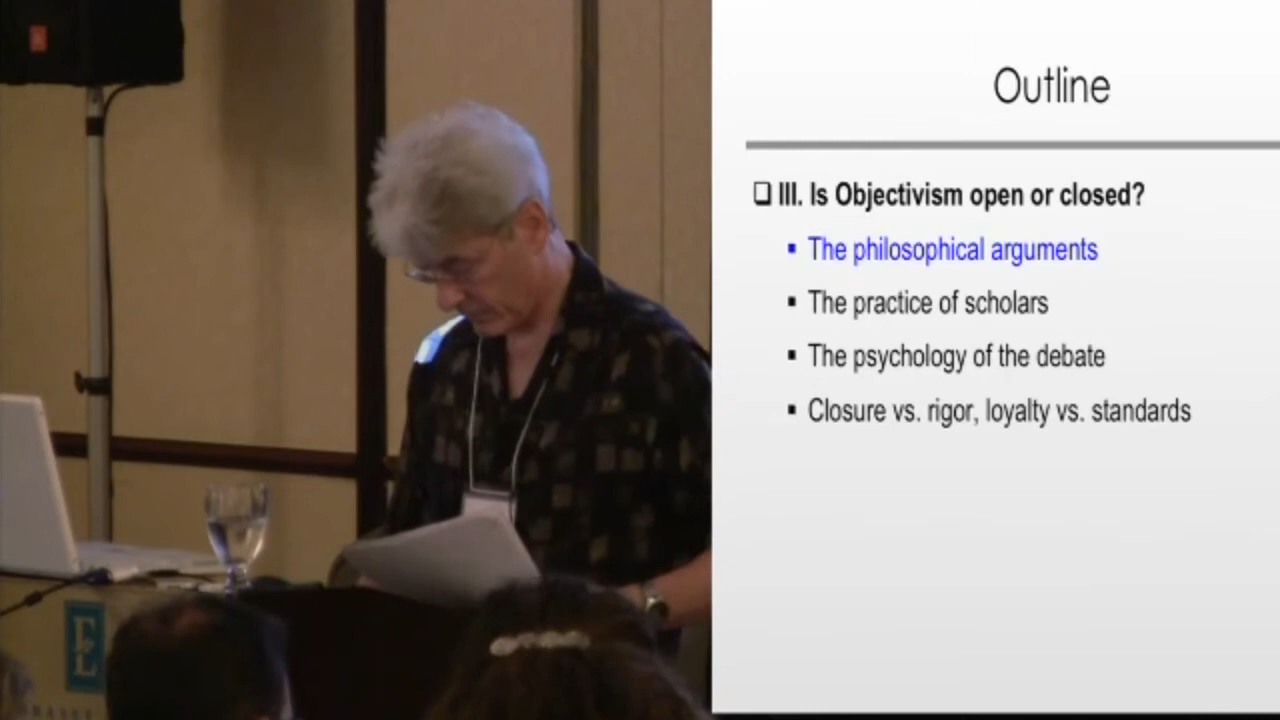 Outline
III. Is Objectivism open or closed?
The philosophical arguments
The practice of scholars
The psychology of the debate
Closure vs. rigor, loyalty vs. standards
E